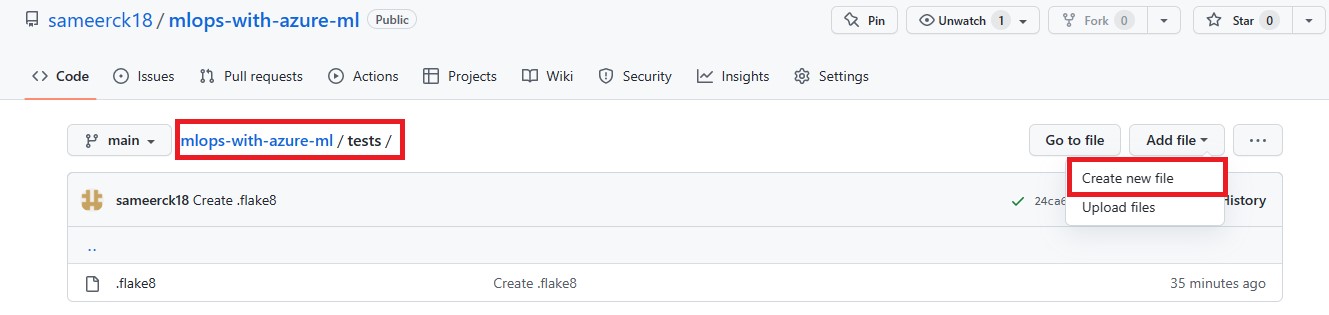 sameerck18 / mlops-with-azure-ml Public
Pin Unwatch 1 Fork 0 Star 0
Code Issues Pull requests Actions Projects Wiki Security Insights Settings
main mlops-with-azure-ml / tests / Go to file Add file ...
Create new file
sameerck18 Create .flake8 24ca6 History
Upload files
..
.flake8 Create .flake8 35 minutes ago